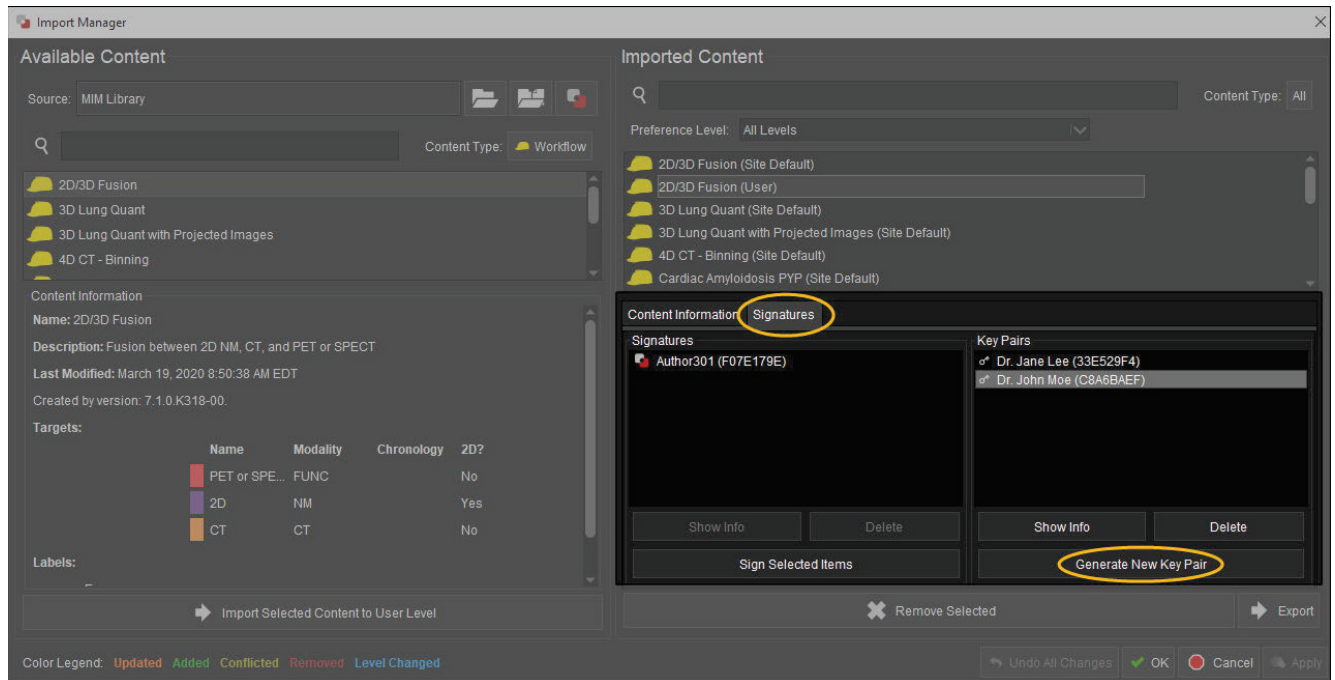 Import Manager
Available Content
Source: MIM Library
Content Type: Workflow
2D/3D Fusion
3D Lung Quant
3D Lung Quant with Projected Images
4D CT - Binning
Content Information
Name: 2D/3D Fusion
Description: Fusion between 2D NM, CT, and PET or SPECT
Last Modified: March 19, 2020 8:50:38 AM EDT
Created by version: 7.1.0.K318-00.
Targets:
Name Modality Chronology 2D?
PET or SPE... FUNC No
2D NM Yes
CT CT No
Labels:
Import Selected Content to User Level
Imported Content
Content Type: All
Preference Level: All Levels
2D/3D Fusion (Site Default)
2D/3D Fusion (User)
3D Lung Quant (Site Default)
3D Lung Quant with Projected Images (Site Default)
4D CT - Binning (Site Default)
Cardiac Amyloidosis PYP (Site Default)
Content Information Signatures
Signatures
Author301 (F07E179E)
Show Info Delete
Sign Selected Items
Key Pairs
Dr. Jane Lee (33E529F4)
Dr. John Moe (C8A6BAEF)
Show Info Delete
Generate New Key Pair
Remove Selected Export
Color Legend: Updated Added Conflicted Removed Level Changed
Undo All Changes OK Cancel Apply